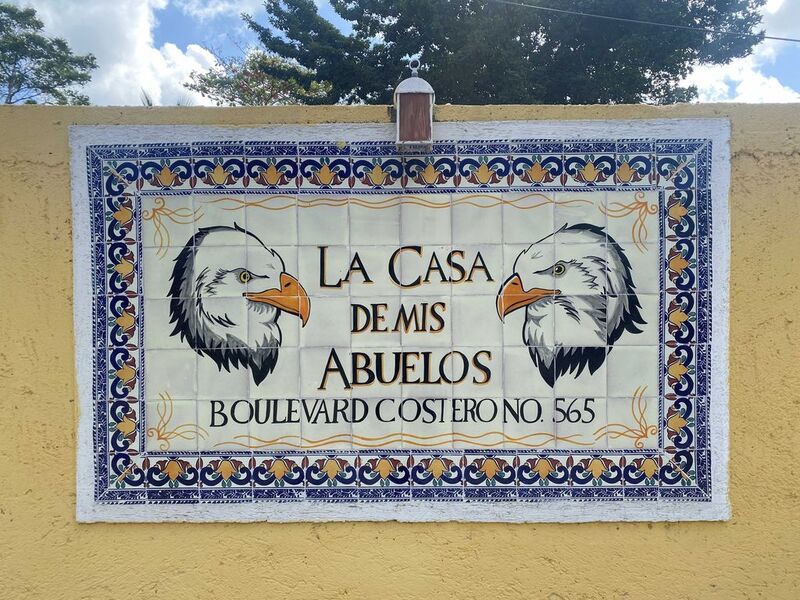 La Casa
de mis
Abuelos
Boulevard Costero No. 565